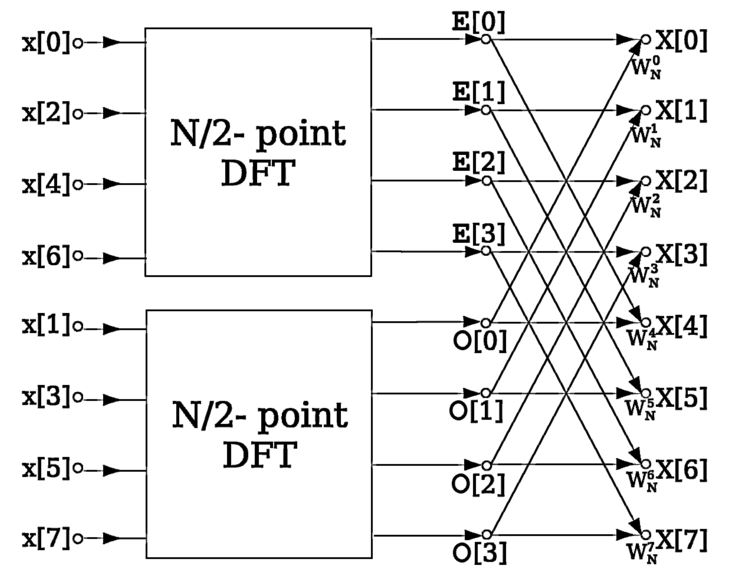 x[0]
x[2]
x[4]
x[6]
x[1]
x[3]
x[5]
x[7]
N/2- point
DFT
N/2- point
DFT
E[0]
E[1]
E[2]
E[3]
O[0]
O[1]
O[2]
O[3]
X[0]
W_N^0
X[1]
W_N^1
X[2]
W_N^2
X[3]
W_N^3
X[4]
W_N^4
X[5]
W_N^5
X[6]
W_N^6
X[7]
W_N^7